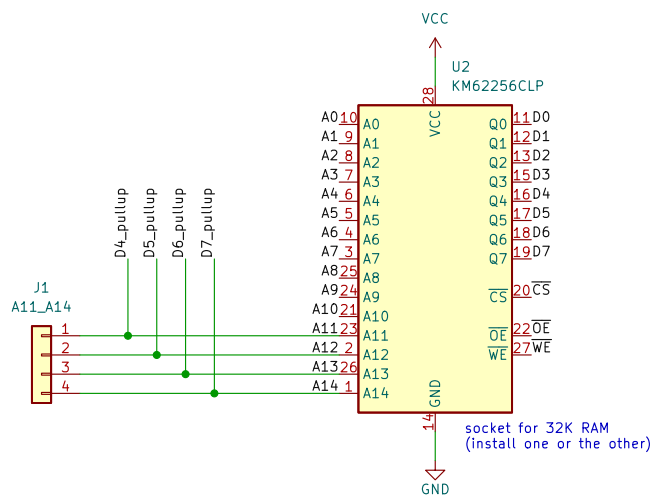 VCC
U2
KM62256CLP
28
VCC
A0 10 A0 Q0 11 D0
A1 9 A1 Q1 12 D1
A2 8 A2 Q2 13 D2
A3 7 A3 Q3 15 D3
A4 6 A4 Q4 16 D4
A5 5 A5 Q5 17 D5
A6 4 A6 Q6 18 D6
A7 3 A7 Q7 19 D7
A8 25 A8
A9 24 A9 CS 20 CS
A10 21 A10
A11 23 A11 OE 22 OE
A12 2 A12 WE 27 WE
A13 26 A13
A14 1 A14
D4_pullup
D5_pullup
D6_pullup
D7_pullup
J1
A11_A14
1
2
3
4
GND
14
GND
socket for 32K RAM
(install one or the other)